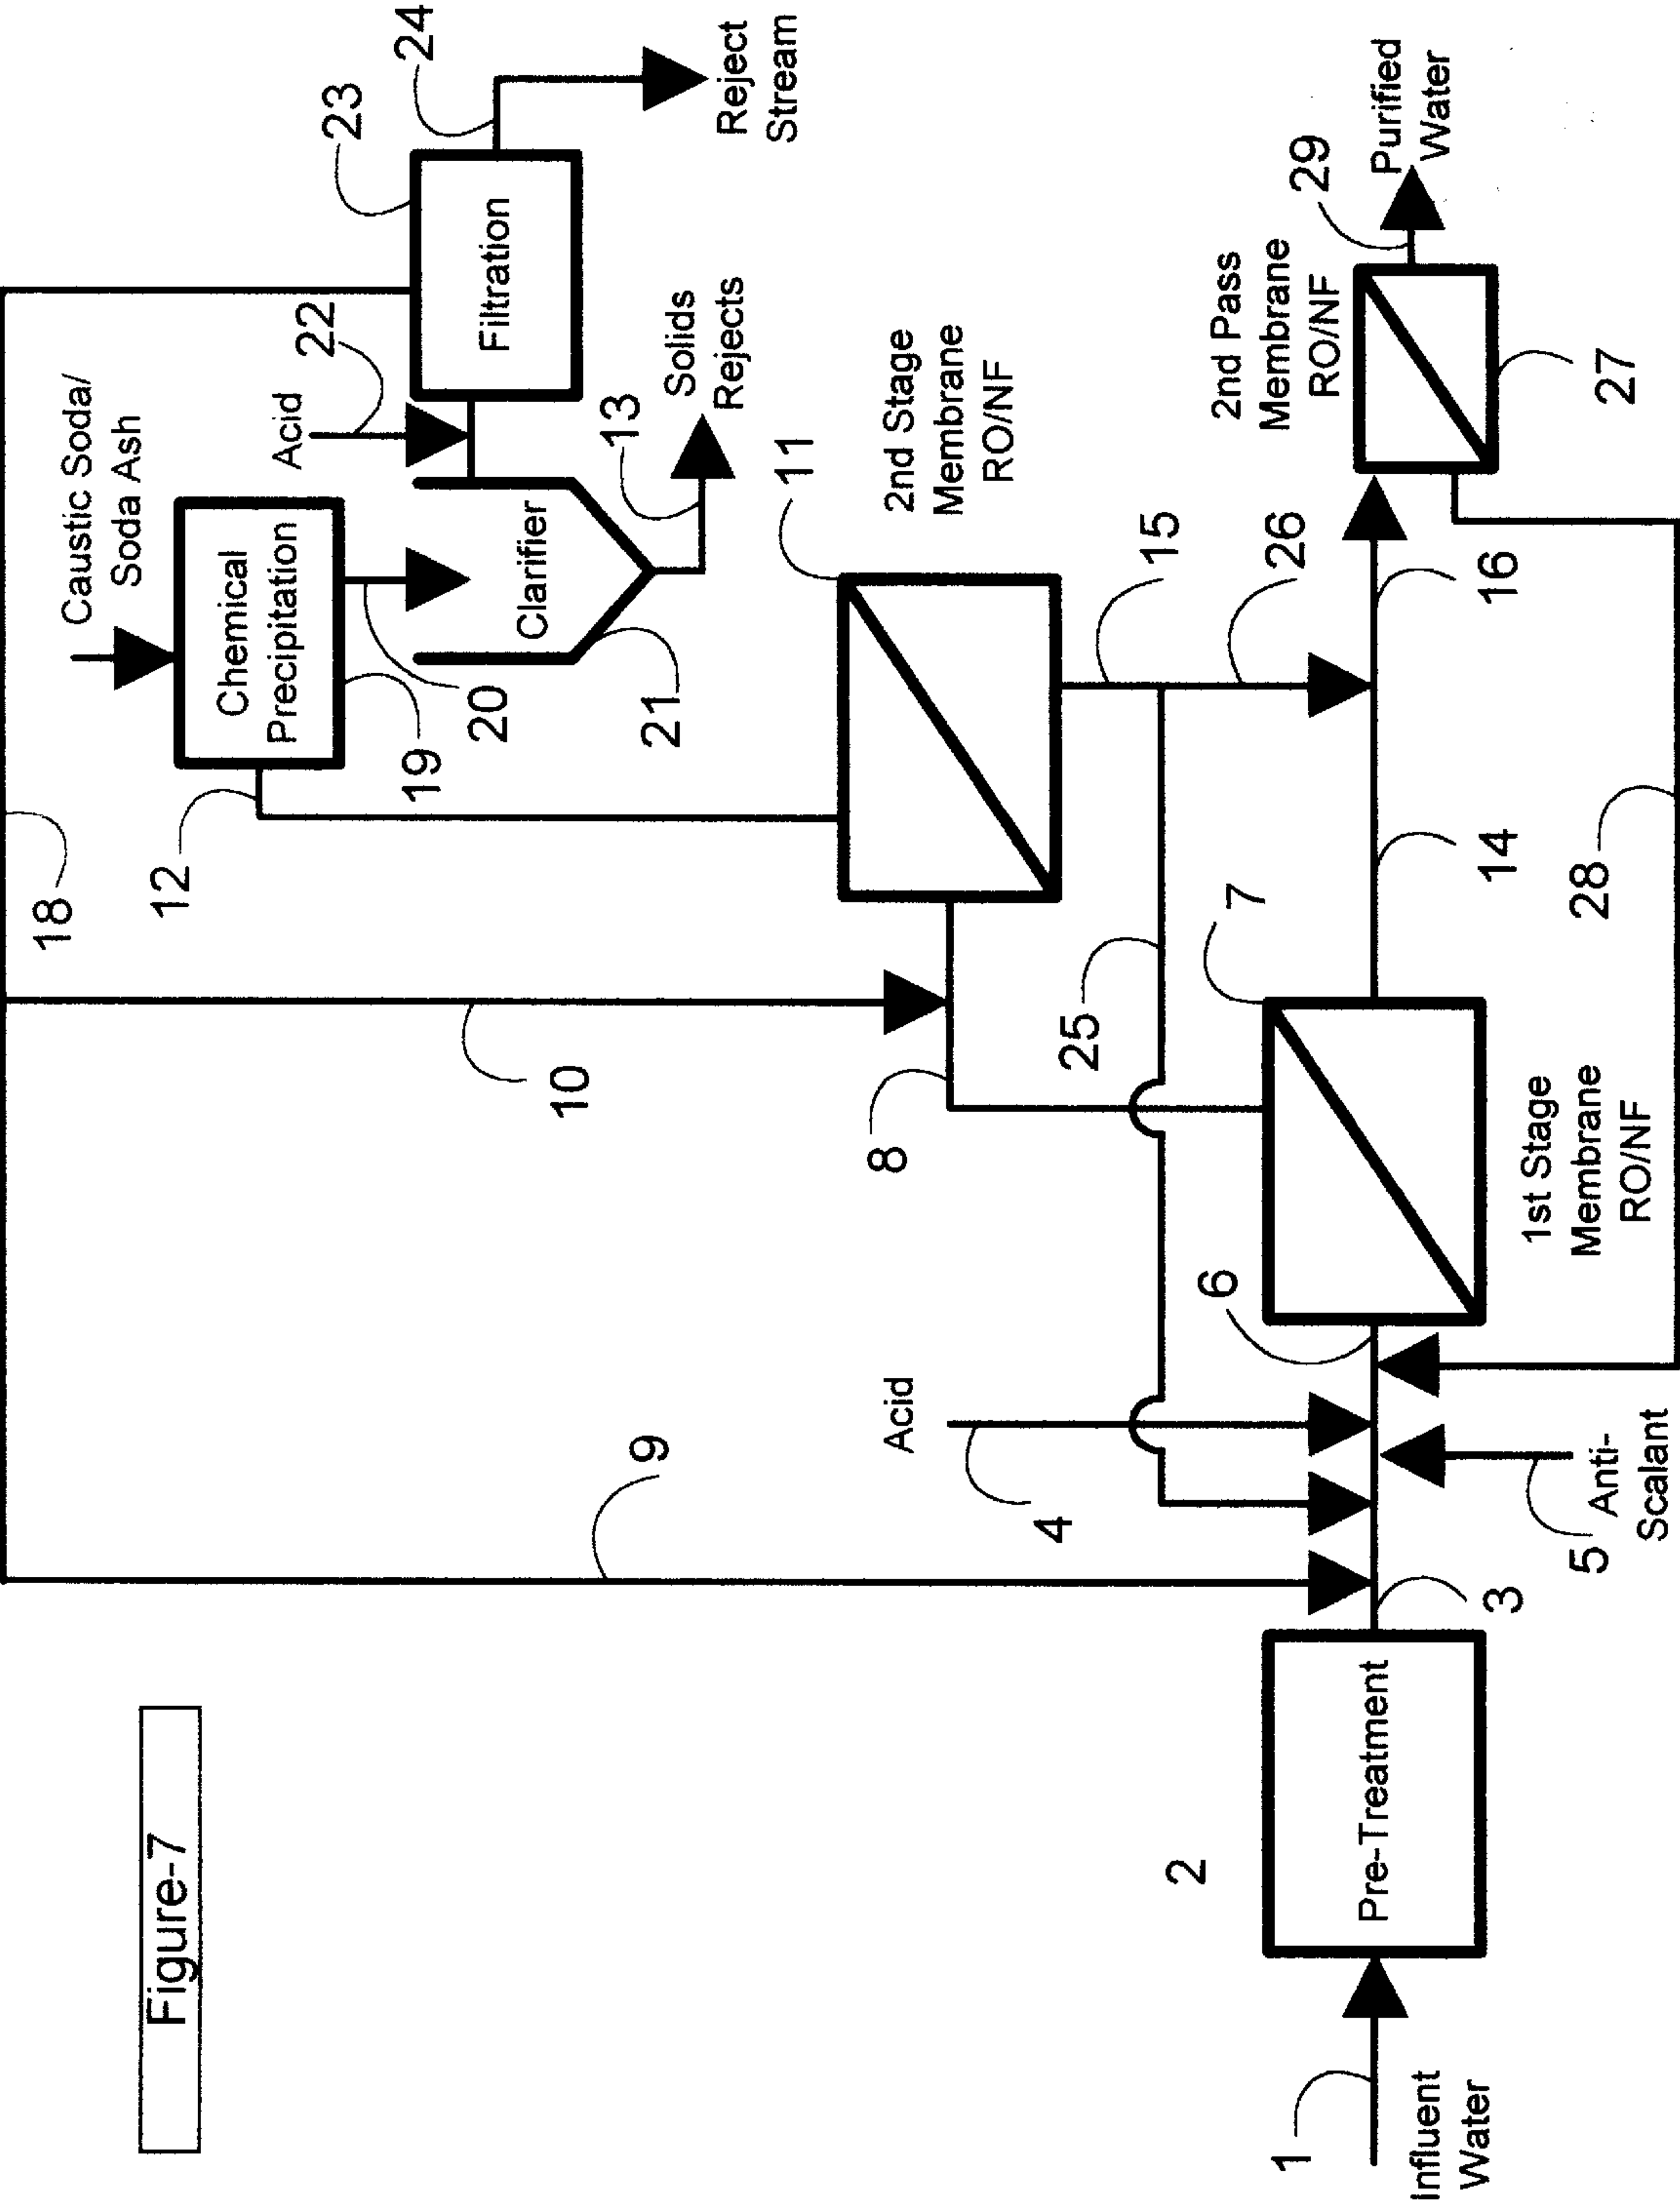 Figure-7
18
9
10
12
Caustic Soda/
Soda Ash
Chemical
Precipitation
19
20
Acid
22
Clarifier
21
13
Solids
Rejects
Filtration
23
24
Reject
Stream
8
11
2nd Stage
Membrane
RO/NF
25
15
26
Acid
4
6
7
1st Stage
Membrane
RO/NF
14
16
2nd Pass
Membrane
RO/NF
27
28
29
Purified
Water
1
Influent
Water
2
Pre-Treatment
3
5
Anti-
Scalant